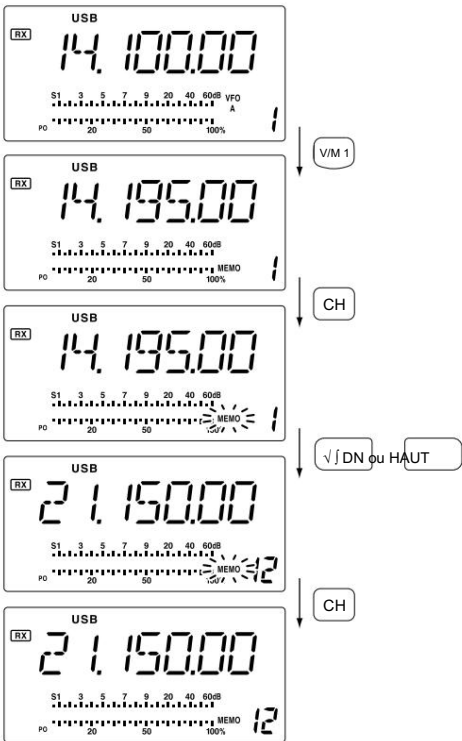 USB
RX 14. 100.00
S1 3 5 7 9 20 40 60dB VFO
A
PO 20 50 100% 1
V/M 1
USB
RX 14. 195.00
S1 3 5 7 9 20 40 60dB
MEMO 1
PO 20 50 100%
CH
USB
RX 14. 195.00
S1 3 5 7 9 20 40 60dB
MEMO 1
PO 20 50 100%
√ ∫ DN ou HAUT
USB
RX 21. 150.00
S1 3 5 7 9 20 40 60dB
MEMO 12
PO 20 50 100%
CH
USB
RX 21. 150.00
S1 3 5 7 9 20 40 60dB
MEMO 12
PO 20 50 100%